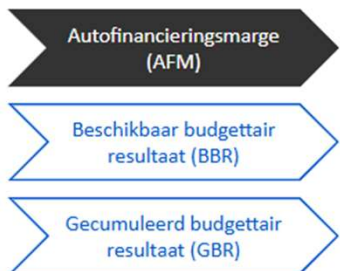 Autofinancieringsmarge
(AFM)
Beschikbaar budgettair
resultaat (BBR)
Gecumuleerd budgettair
resultaat (GBR)